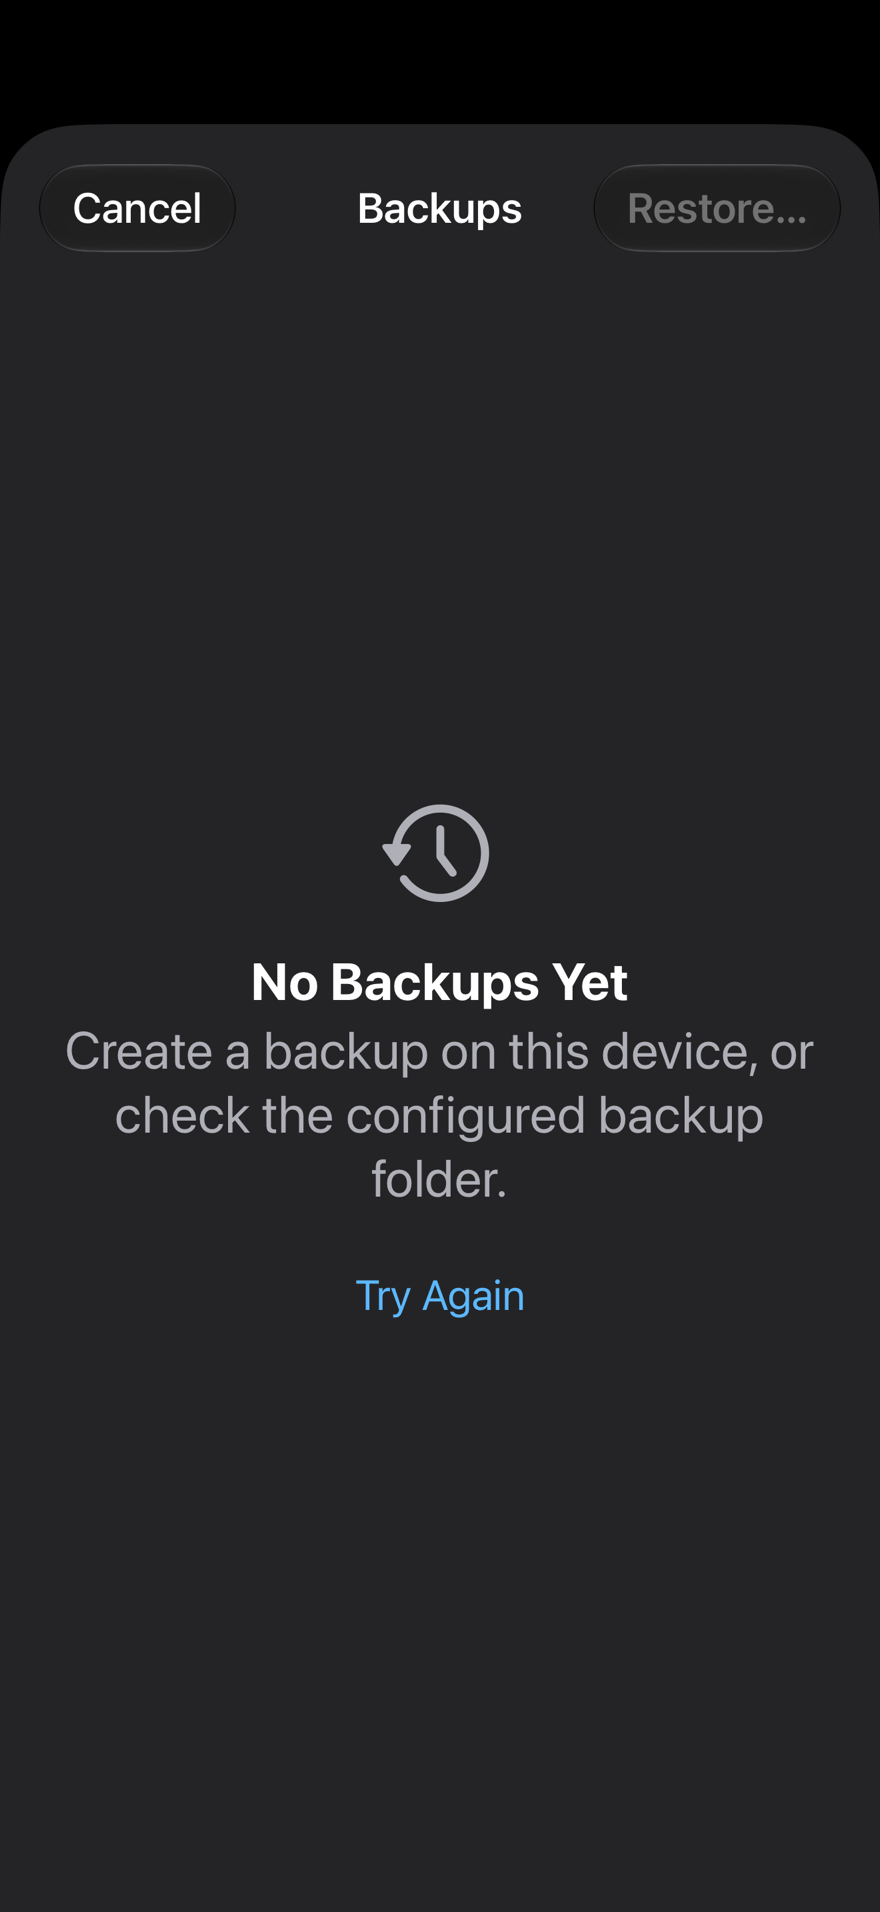 Cancel
Backups
Restore...
No Backups Yet
Create a backup on this device, or
check the configured backup
folder.
Try Again